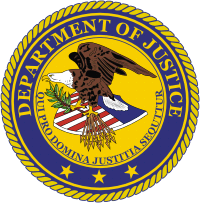 DEPARTMENT OF JUSTICE
QUI PRO DOMINA JUSTITIA SEQUITUR